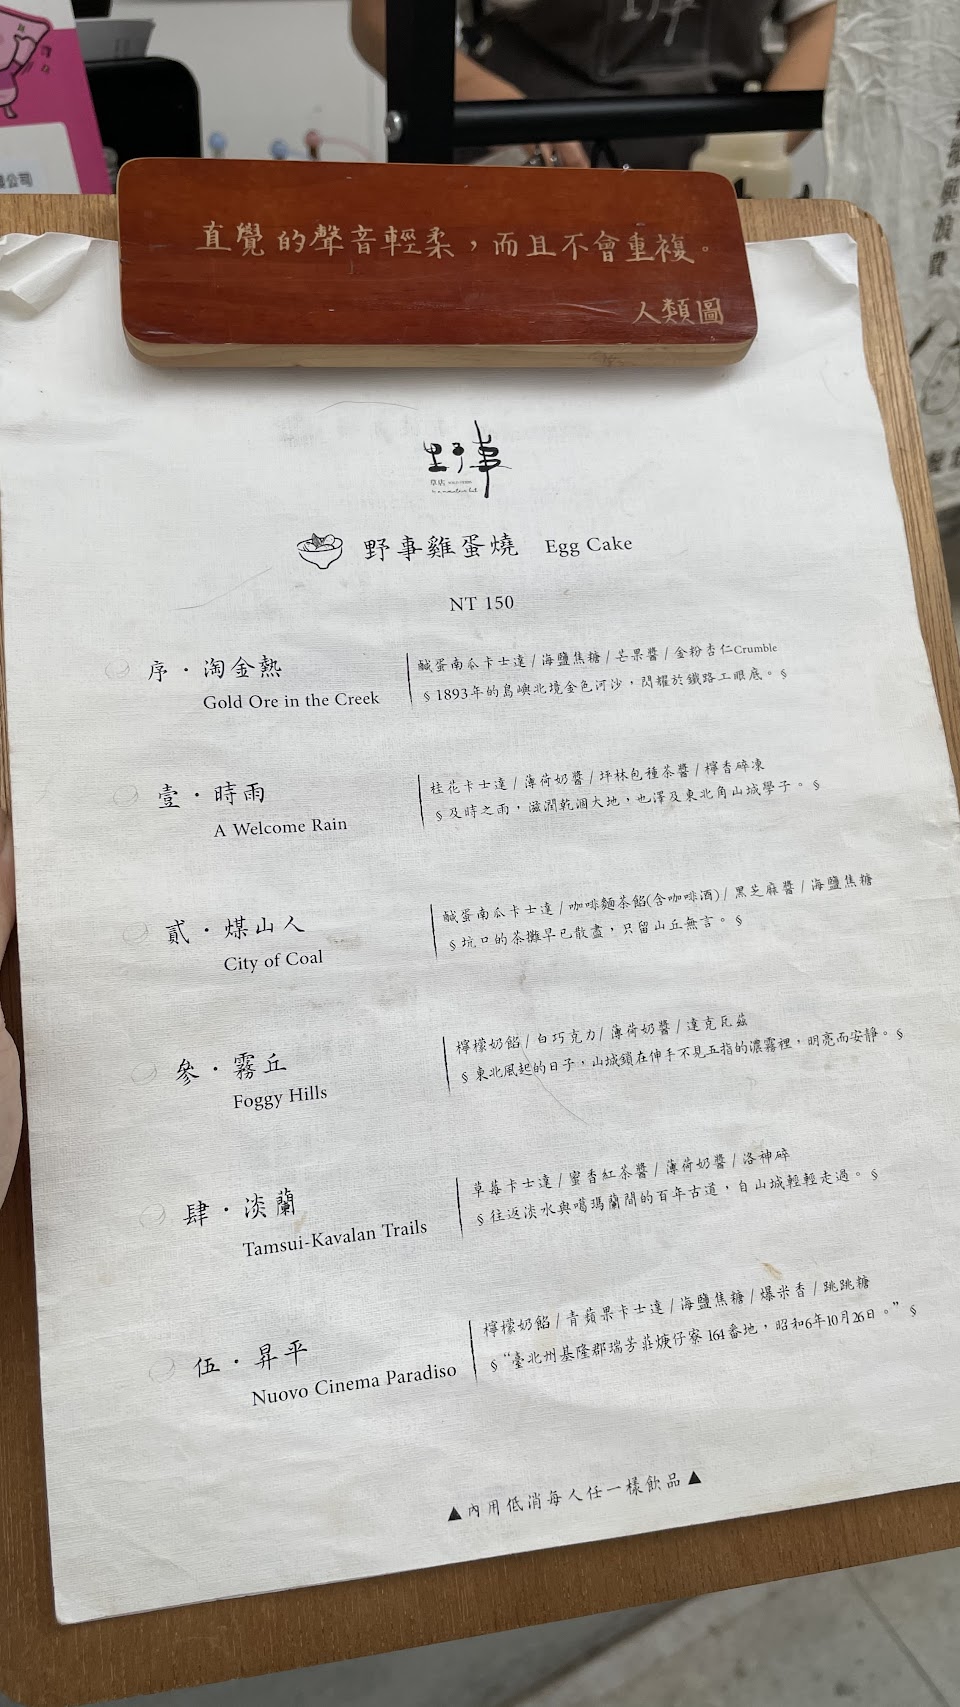 直覺的聲音輕柔，而且不會重複。
人類圖
野事
草店
野事雞蛋燒 Egg Cake
NT 150
序・淘金熱
Gold Ore in the Creek
鹹蛋南瓜卡士達 / 海鹽焦糖 / 芒果醬 / 金粉杏仁Crumble
§ 1893年的島嶼北境金色河沙，閃耀於鐵路工眼底。§
壹・時雨
A Welcome Rain
桂花卡士達 / 薄荷奶醬 / 坪林包種茶醬 / 檸香碎凍
§ 及時之雨，滋潤乾涸大地，也澤及東北角山城學子。§
貳・煤山人
City of Coal
鹹蛋南瓜卡士達 / 咖啡麵茶餡(含咖啡酒) / 黑芝麻醬 / 海鹽焦糖
§ 坑口的茶攤早已散盡，只留山丘無言。§
參・霧丘
Foggy Hills
檸檬奶餡 / 白巧克力 / 薄荷奶醬 / 達克瓦茲
§ 東北風起的日子，山城鎖在伸手不見五指的濃霧裡，明亮而安靜。§
肆・淡蘭
Tamsui-Kavalan Trails
草莓卡士達 / 蜜香紅茶醬 / 薄荷奶醬 / 洛神碎
§ 往返淡水與噶瑪蘭間的百年古道，自山城輕輕走過。§
伍・昇平
Nuovo Cinema Paradiso
檸檬奶餡 / 青蘋果卡士達 / 海鹽焦糖 / 爆米香 / 跳跳糖
§ “臺北州基隆郡瑞芳莊焿仔寮 164番地，昭和6年10月26日。” §
▲內用低消每人任一樣飲品▲
公司
與浪費